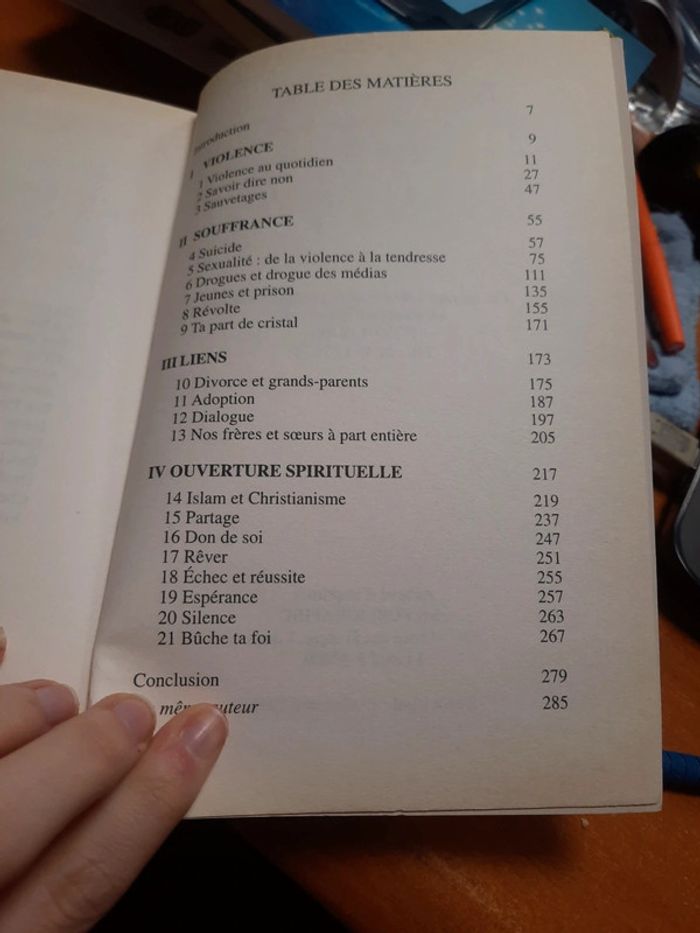 TABLE DES MATIÈRES
Introduction 7
I VIOLENCE 9
1 Violence au quotidien 11
2 Savoir dire non 27
3 Sauvetages 47
II SOUFFRANCE 55
4 Suicide 57
5 Sexualité : de la violence à la tendresse 75
6 Drogues et drogue des médias 111
7 Jeunes et prison 135
8 Révolte 155
9 Ta part de cristal 171
III LIENS 173
10 Divorce et grands-parents 175
11 Adoption 187
12 Dialogue 197
13 Nos frères et sœurs à part entière 205
IV OUVERTURE SPIRITUELLE 217
14 Islam et Christianisme 219
15 Partage 237
16 Don de soi 247
17 Rêver 251
18 Échec et réussite 255
19 Espérance 257
20 Silence 263
21 Bûche ta foi 267
Conclusion 279
285